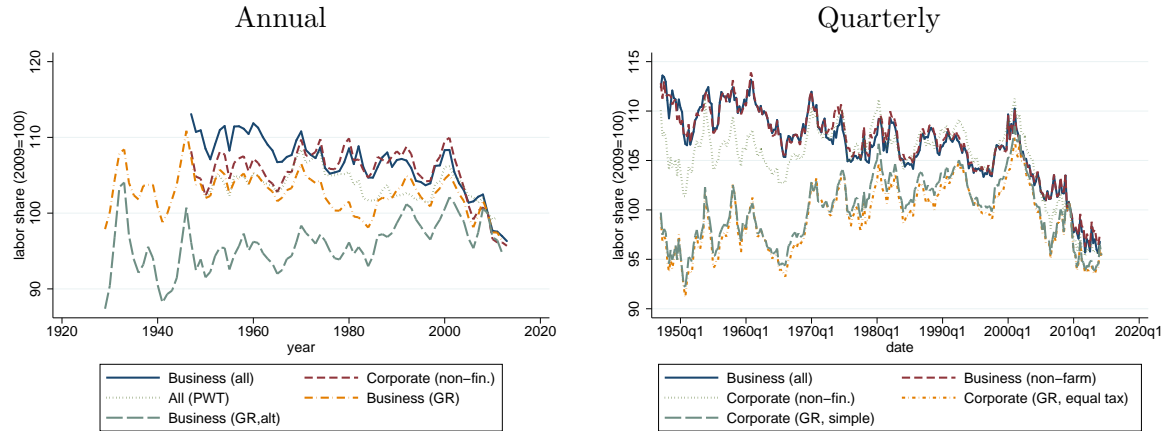 Annual
labor share (2009=100)
120
110
100
90
1920
1940
1960
1980
2000
2020
year
Business (all)
Corporate (non−fin.)
All (PWT)
Business (GR)
Business (GR,alt)
Quarterly
labor share (2009=100)
115
110
105
100
95
90
1950q1
1960q1
1970q1
1980q1
1990q1
2000q1
2010q1
2020q1
date
Business (all)
Business (non−farm)
Corporate (non−fin.)
Corporate (GR, equal tax)
Corporate (GR, simple)